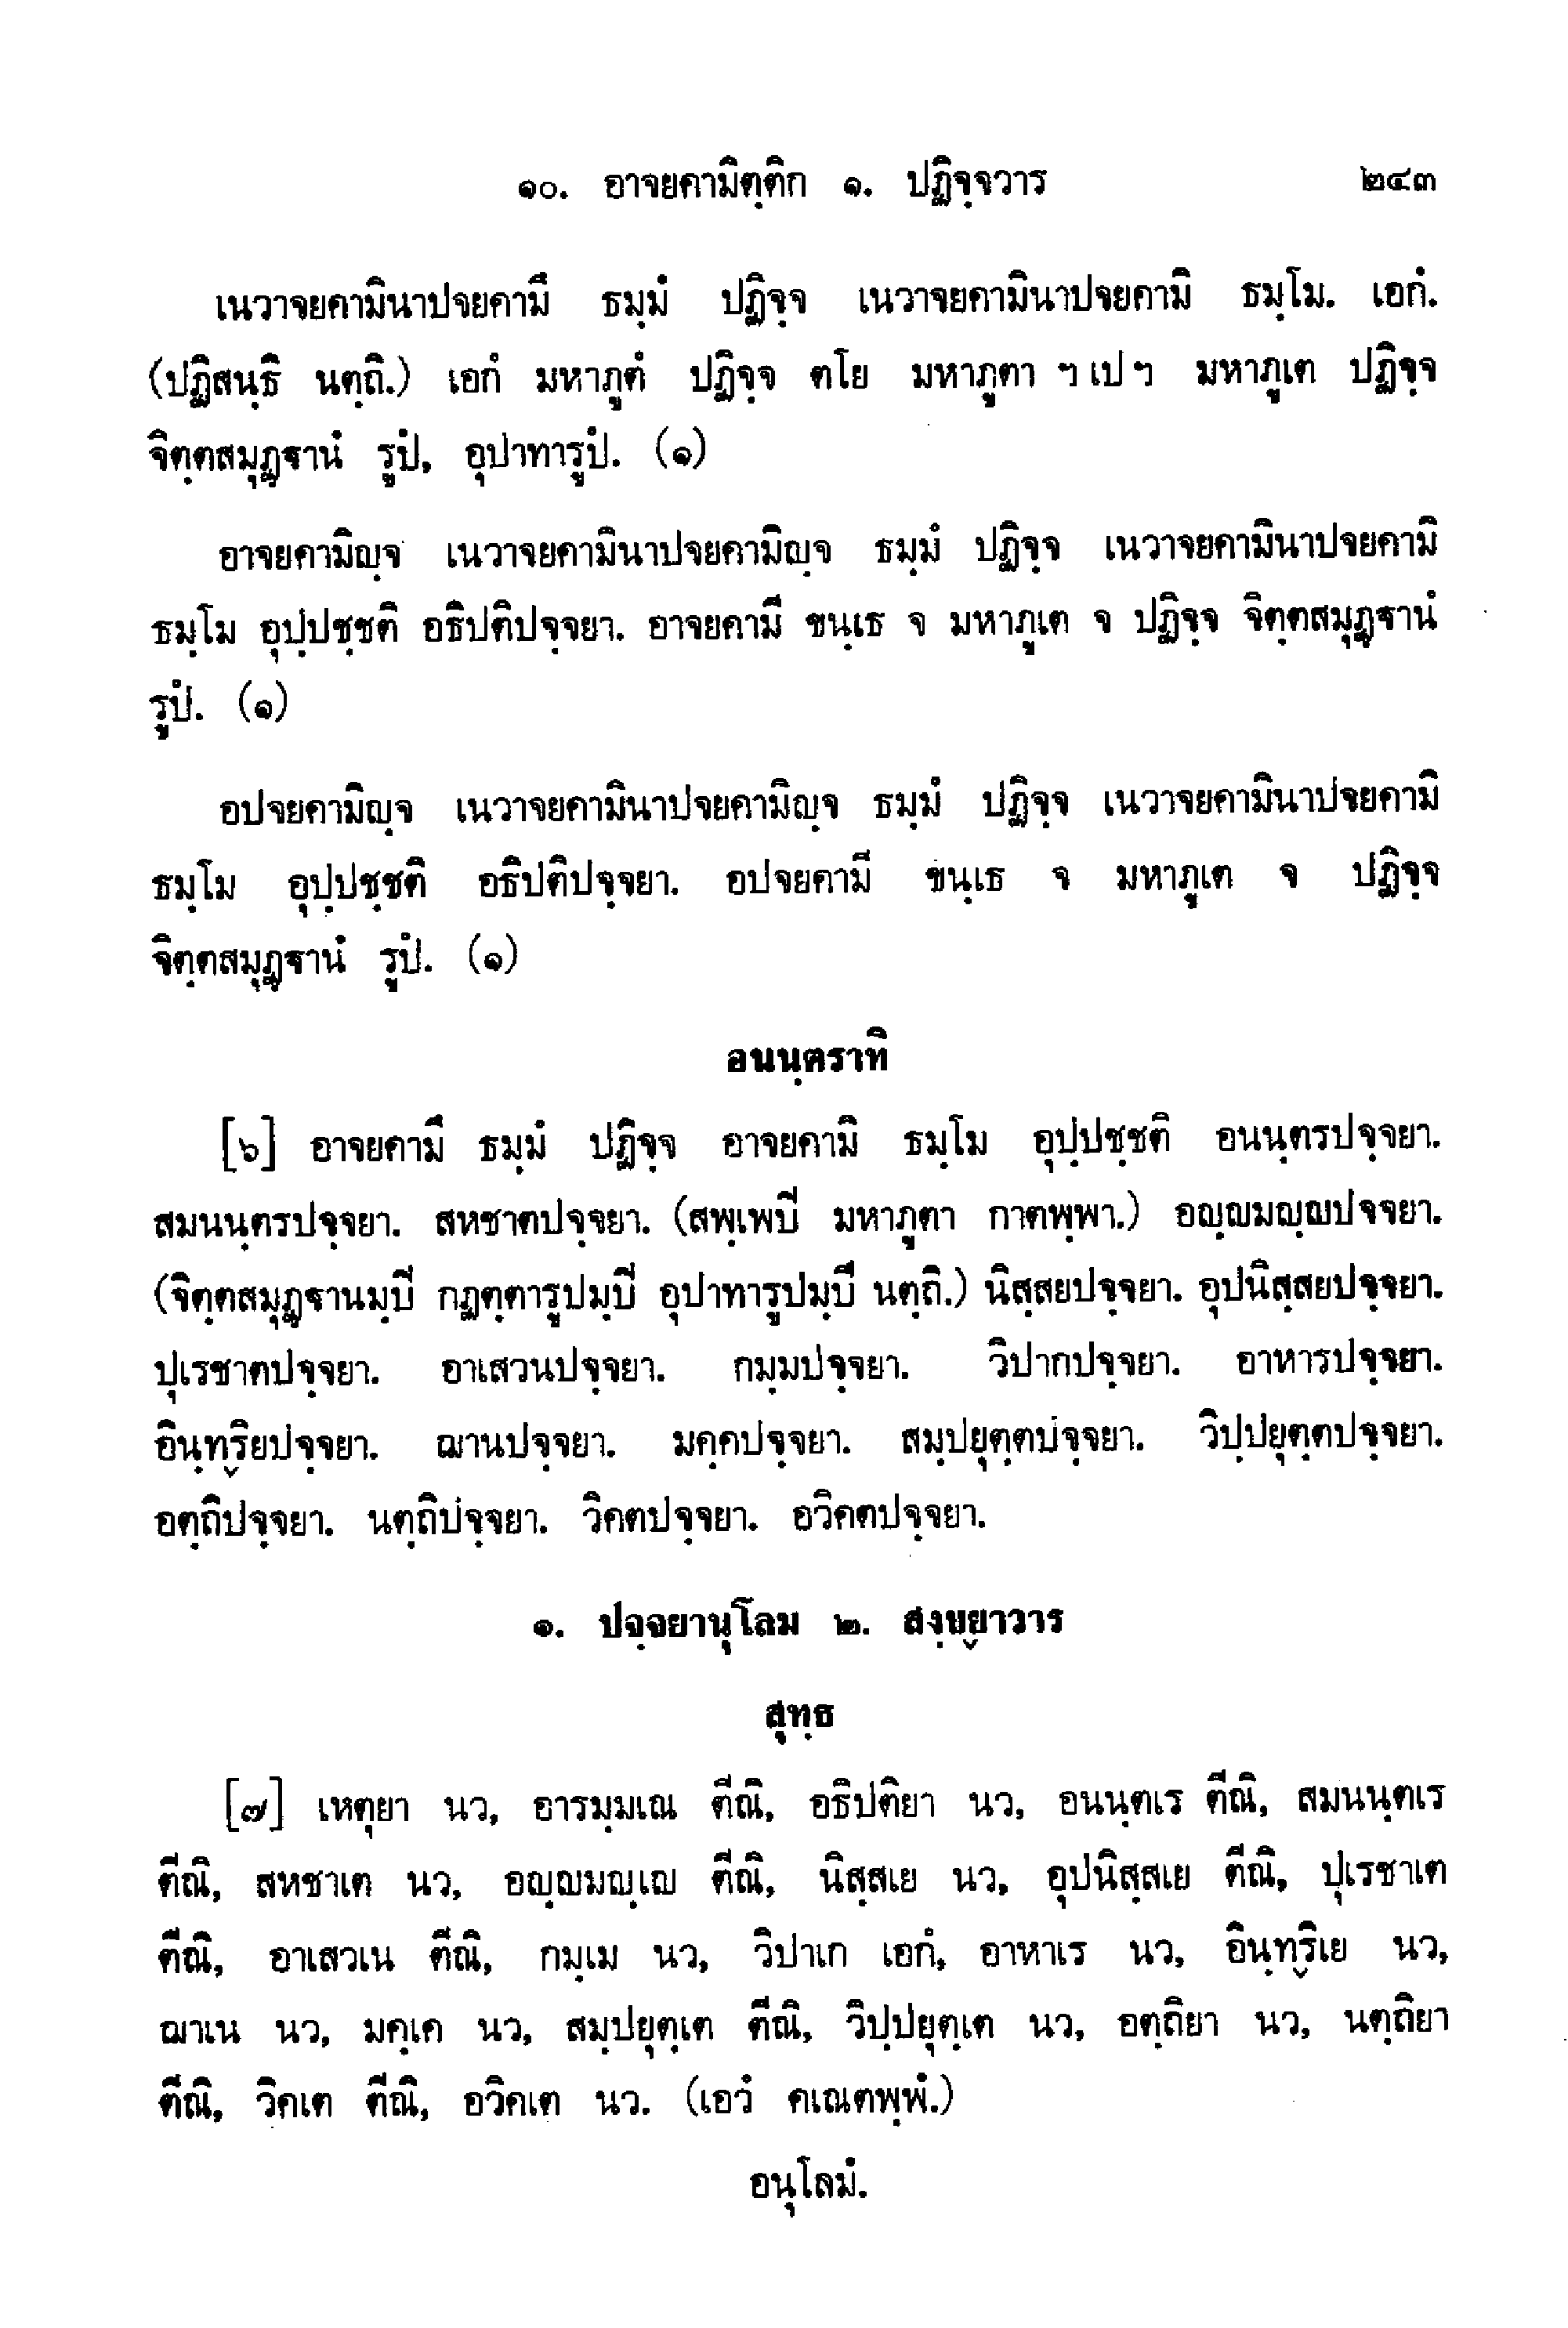 ๑๐. อาจยคามิตฺติก ๑. ปฏิจฺจวาร ๒๔๓
เนวาจยคามินาปจยคามึ ธมฺมํ ปฏิจฺจ เนวาจยคามินาปจยคามิ ธมฺโม. เอกํ.
(ปฏิสนฺธิ นตฺถิ.) เอกํ มหาภูตํ ปฏิจฺจ ตโย มหาภูตา ฯ เป ฯ มหาภูเต ปฏิจฺจ
จิตฺตสมุฏฺฐานํ รูปํ, อุปาทารูปํ. (๑)
อาจยคามิญฺจ เนวาจยคามินาปจยคามิญฺจ ธมฺมํ ปฏิจฺจ เนวาจยคามินาปจยคามิ
ธมฺโม อุปฺปชฺชติ อธิปติปจฺจยา. อาจยคามี ขนฺเธ จ มหาภูเต จ ปฏิจฺจ จิตฺตสมุฏฺฐานํ
รูปํ. (๑)
อปจยคามิญฺจ เนวาจยคามินาปจยคามิญฺจ ธมฺมํ ปฏิจฺจ เนวาจยคามินาปจยคามิ
ธมฺโม อุปฺปชฺชติ อธิปติปจฺจยา. อปจยคามี ขนฺเธ จ มหาภูเต จ ปฏิจฺจ
จิตฺตสมุฏฺฐานํ รูปํ. (๑)
อนนฺตราทิ
[๖] อาจยคามึ ธมฺมํ ปฏิจฺจ อาจยคามิ ธมฺโม อุปฺปชฺชติ อนนฺตรปจฺจยา.
สมนนฺตรปจฺจยา. สหชาตปจฺจยา. (สพฺเพปิ มหาภูตา กาตพฺพา.) อญฺญมญฺญปจฺจยา.
(จิตฺตสมุฏฺฐานมฺปิ กฏตฺตารูปมฺปิ อุปาทารูปมฺปิ นตฺถิ.) นิสฺสยปจฺจยา. อุปนิสฺสยปจฺจยา.
ปุเรชาตปจฺจยา. อาเสวนปจฺจยา. กมฺมปจฺจยา. วิปากปจฺจยา. อาหารปจฺจยา.
อินฺทฺริยปจฺจยา. ฌานปจฺจยา. มคฺคปจฺจยา. สมฺปยุตฺตปจฺจยา. วิปฺปยุตฺตปจฺจยา.
อตฺถิปจฺจยา. นตฺถิปจฺจยา. วิคตปจฺจยา. อวิคตปจฺจยา.
๑. ปจฺจยานุโลม ๒. สงฺขฺยาวาร
สุทฺธ
[๗] เหตุยา นว, อารมฺมเณ ตีณิ, อธิปติยา นว, อนนฺตเร ตีณิ, สมนนฺตเร
ตีณิ, สหชาเต นว, อญฺญมญฺเญ ตีณิ, นิสฺสเย นว, อุปนิสฺสเย ตีณิ, ปุเรชาเต
ตีณิ, อาเสวเน ตีณิ, กมฺเม นว, วิปาเก เอกํ, อาหาเร นว, อินฺทฺริเย นว,
ฌาเน นว, มคฺเค นว, สมฺปยุตฺเต ตีณิ, วิปฺปยุตฺเต นว, อตฺถิยา นว, นตฺถิยา
ตีณิ, วิคเต ตีณิ, อวิคเต นว. (เอวํ คเณตพฺพํ.)
อนุโลมํ.